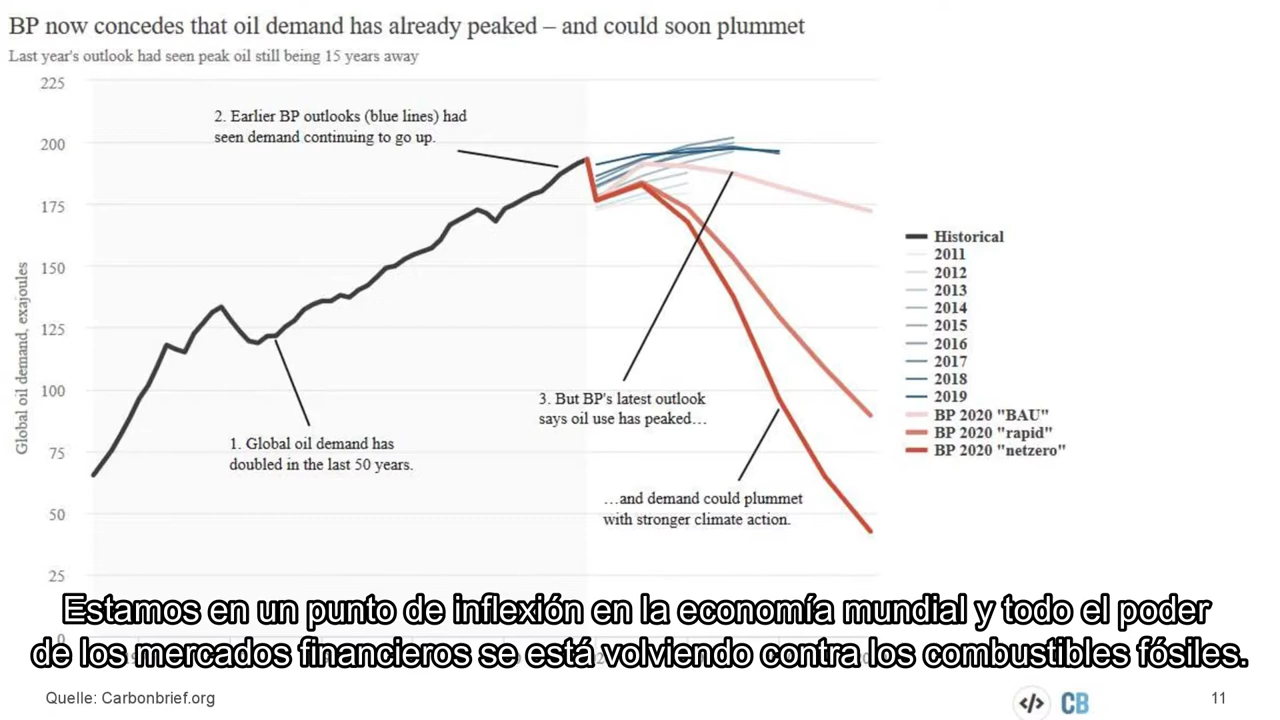 BP now concedes that oil demand has already peaked – and could soon plummet
Last year's outlook had seen peak oil still being 15 years away
225
200
175
150
125
100
75
50
25
0
Global oil demand, exajoules
2. Earlier BP outlooks (blue lines) had
seen demand continuing to go up.
1. Global oil demand has
doubled in the last 50 years.
3. But BP's latest outlook
says oil use has peaked…
…and demand could plummet
with stronger climate action.
Historical
2011
2012
2013
2014
2015
2016
2017
2018
2019
BP 2020 "BAU"
BP 2020 "rapid"
BP 2020 "netzero"
Estamos en un punto de inflexión en la economía mundial y todo el poder
de los mercados financieros se está volviendo contra los combustibles fósiles.
Quelle: Carbonbrief.org
</> CB
11